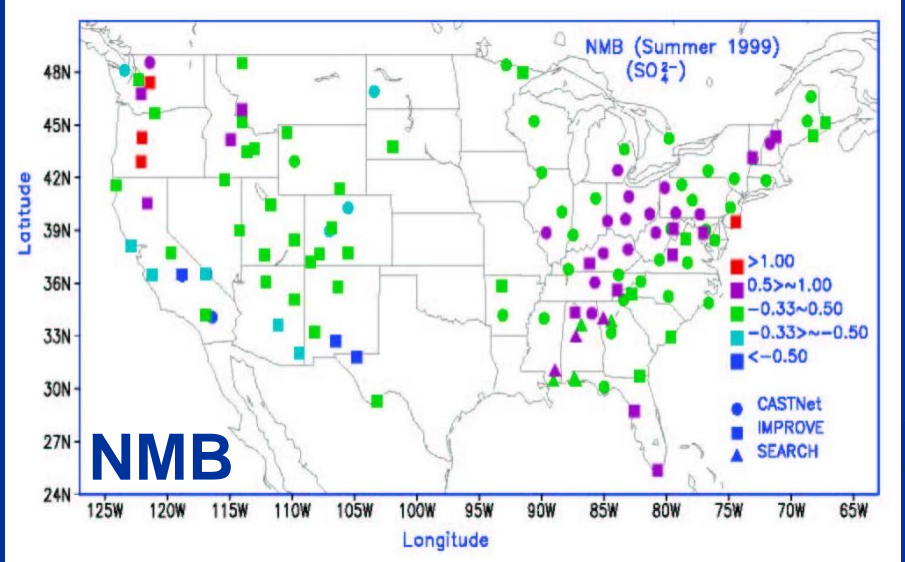 NMB (Summer 1999)
(SO₄²⁻)
48N
45N
42N
39N
36N
33N
30N
27N
24N
Latitude
>1.00
0.5>~1.00
-0.33~0.50
-0.33>~-0.50
<-0.50
CASTNet
IMPROVE
SEARCH
NMB
125W 120W 115W 110W 105W 100W 95W 90W 85W 80W 75W 70W 65W
Longitude